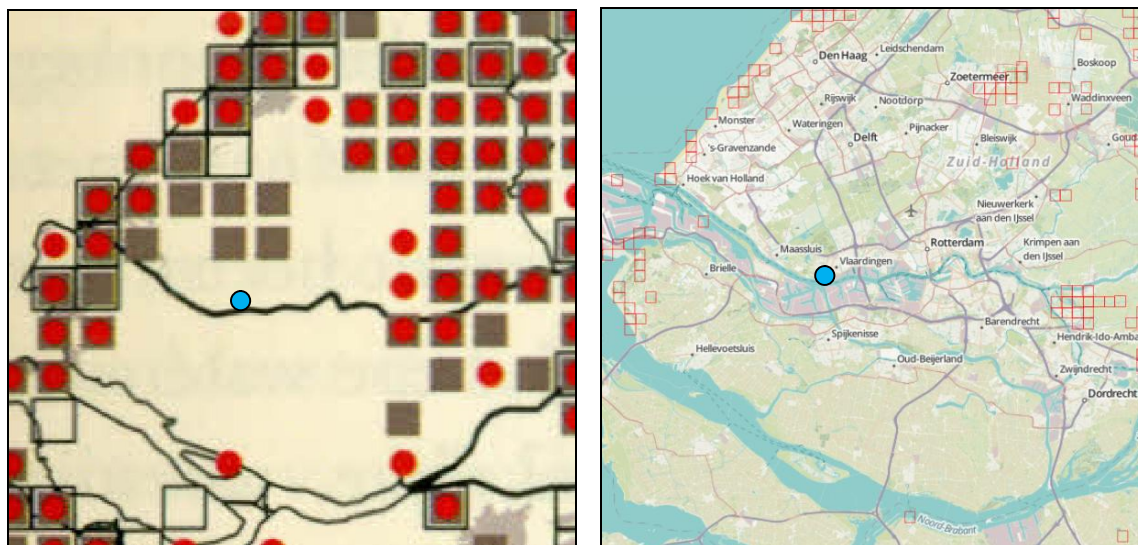 Den Haag
Leidschendam
Zoetermeer
Boskoop
Rijswijk
Nootdorp
Waddinxveen
Monster
Wateringen
Delft
Pijnacker
Bleiswijk
's-Gravenzande
Zuid-Holland
Hoek van Holland
Nieuwerkerk
aan den IJssel
Maassluis
Vlaardingen
Rotterdam
Krimpen aan
den IJssel
Brielle
Spijkenisse
Barendrecht
Hellevoetsluis
Oud-Beijerland
Hendrik-Ido-Amba
Zwijndrecht
Dordrecht
Noord-Brabant